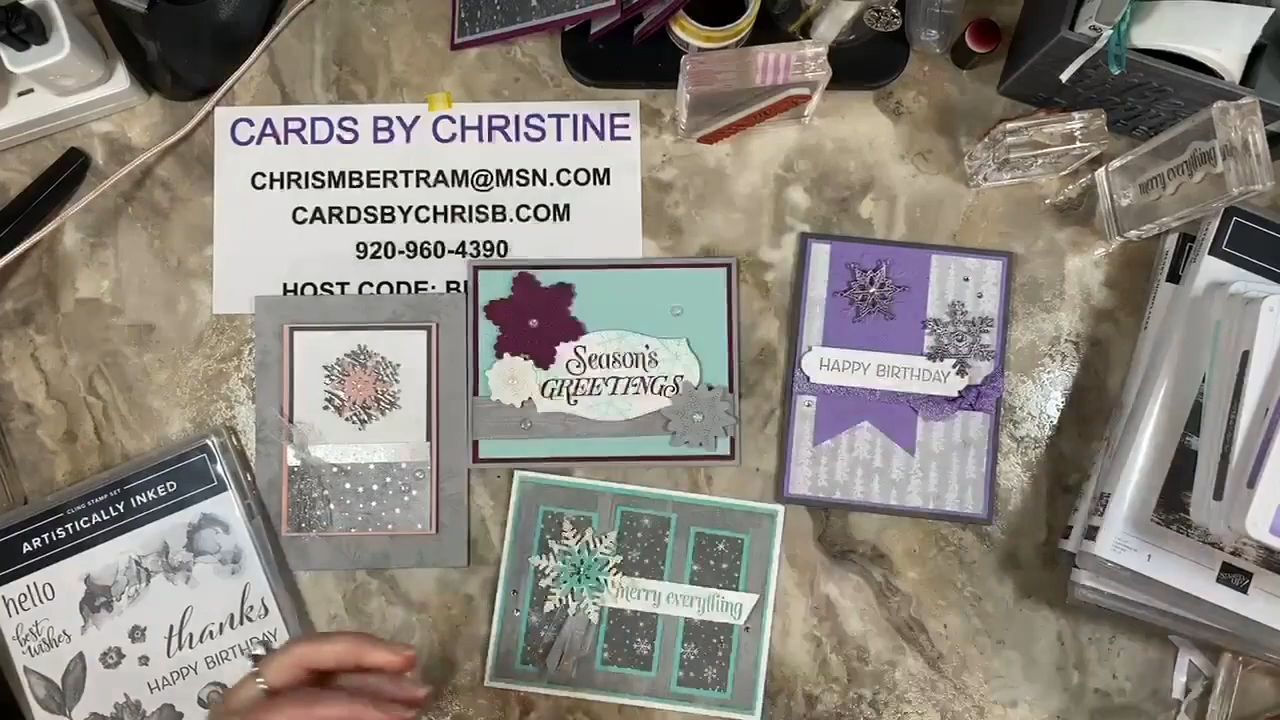 CARDS BY CHRISTINE
CHRISMBERTRAM@MSN.COM
CARDSBYCHRISB.COM
920-960-4390
HOST CODE:
Season's
GREETINGS
HAPPY BIRTHDAY
merry everything
merry everything
CLING STAMP SET
ARTISTICALLY INKED
hello
best
wishes
thanks
HAPPY BIRTHDAY
1